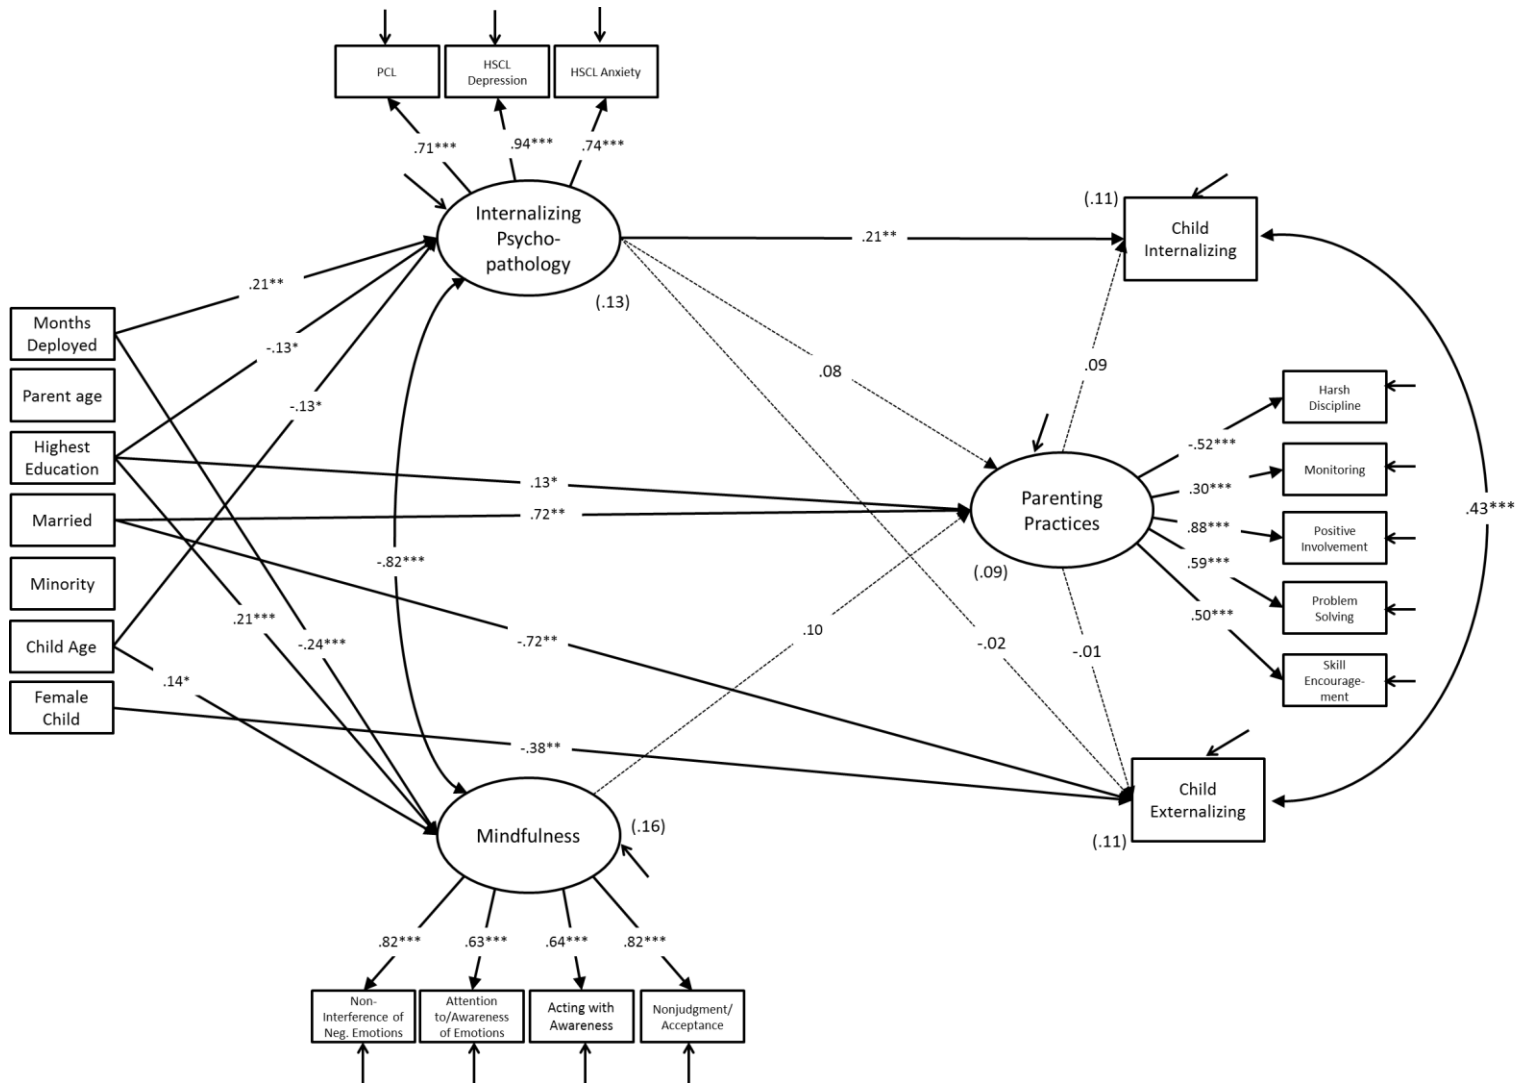 PCL
HSCL
Depression
HSCL Anxiety
.71***
.94***
.74***
Internalizing
Psycho-
pathology
(.13)
(.11)
Child
Internalizing
.21**
.21**
-.13*
-.13*
Months
Deployed
Parent age
Highest
Education
Married
Minority
Child Age
Female
Child
.08
.09
.13*
.72**
-.82***
Parenting
Practices
(.09)
Harsh
Discipline
Monitoring
Positive
Involvement
Problem
Solving
Skill
Encourage-
ment
-.52***
.30***
.88***
.59***
.50***
.43***
.21***
-.24***
.14*
-.72**
-.38**
.10
-.02
-.01
Child
Externalizing
(.11)
Mindfulness
(.16)
.82***
.63***
.64***
.82***
Non-
Interference of
Neg. Emotions
Attention
to/Awareness
of Emotions
Acting with
Awareness
Nonjudgment/
Acceptance